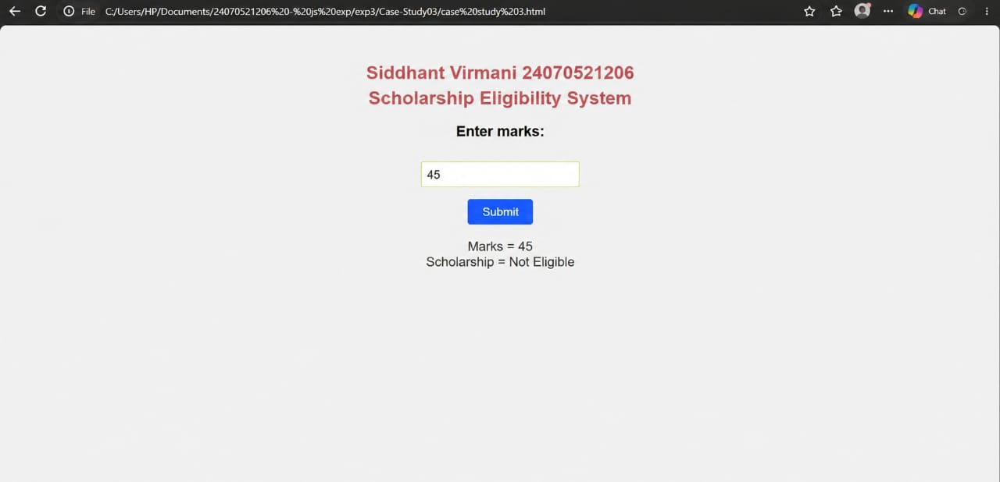 File C:/Users/HP/Documents/24070521206%20-%20js%20exp/exp3/Case-Study03/case%20study%203.html Chat
Siddhant Virmani 24070521206
Scholarship Eligibility System
Enter marks:
45
Submit
Marks = 45
Scholarship = Not Eligible